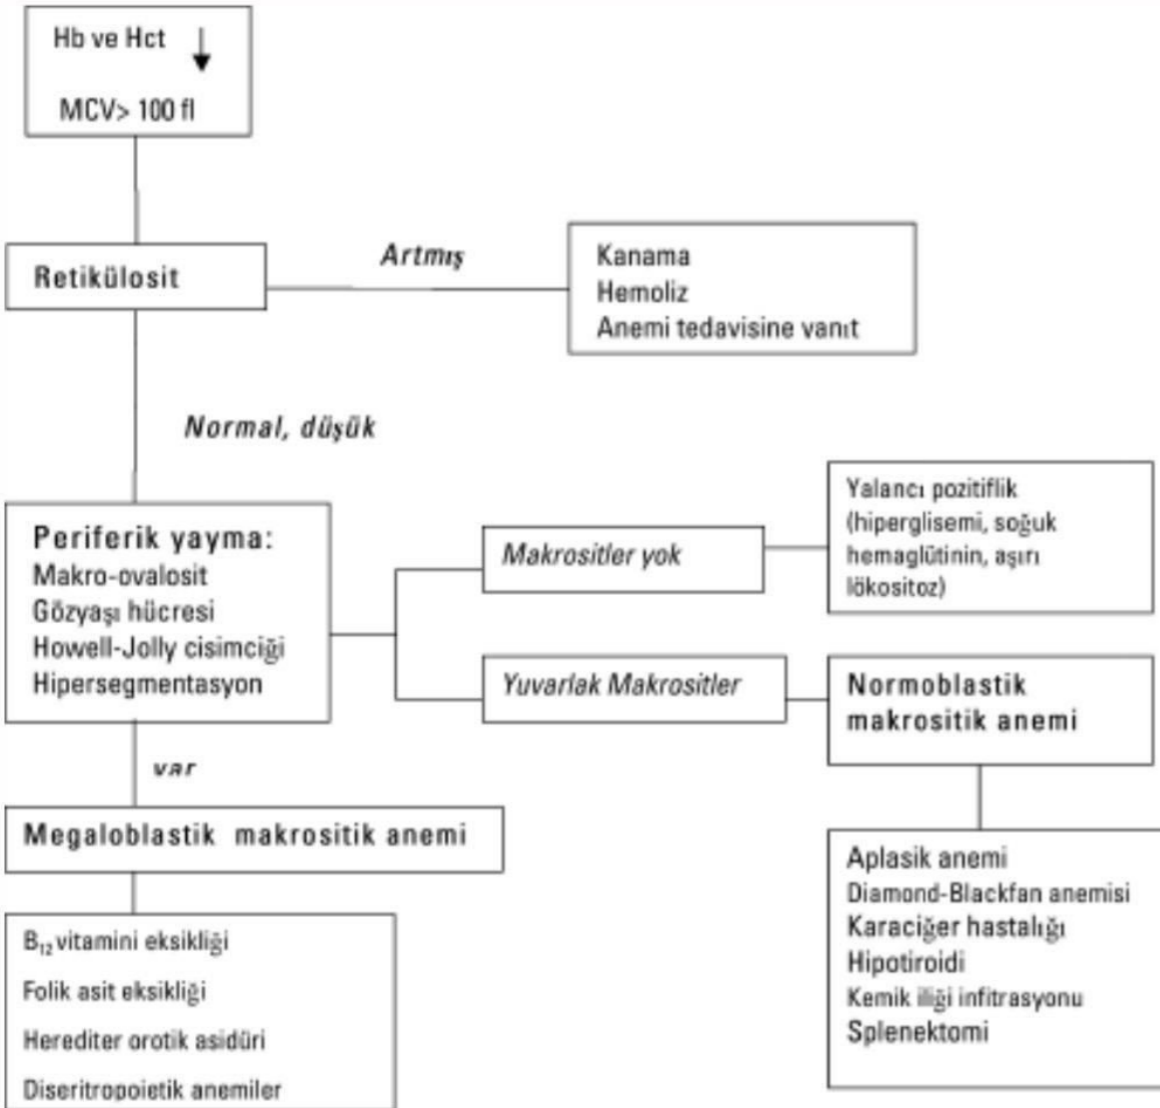 Hb ve Hct
MCV> 100 fl
Retikülosit
Artmış
Kanama
Hemoliz
Anemi tedavisine vanıt
Normal, düşük
Periferik yayma:
Makro-ovalosit
Gözyaşı hücresi
Howell-Jolly cisimciği
Hipersegmentasyon
Makrositler yok
Yalancı pozitiflik
(hiperglisemi, soğuk
hemaglütinin, aşırı
lökositoz)
Yuvarlak Makrositler
Normoblastik
makrositik anemi
var
Megaloblastik makrositik anemi
B₁₂ vitamini eksikliği
Folik asit eksikliği
Herediter orotik asidüri
Diseritropoietik anemiler
Aplasik anemi
Diamond-Blackfan anemisi
Karaciğer hastalığı
Hipotiroidi
Kemik iliği infitrasyonu
Splenektomi